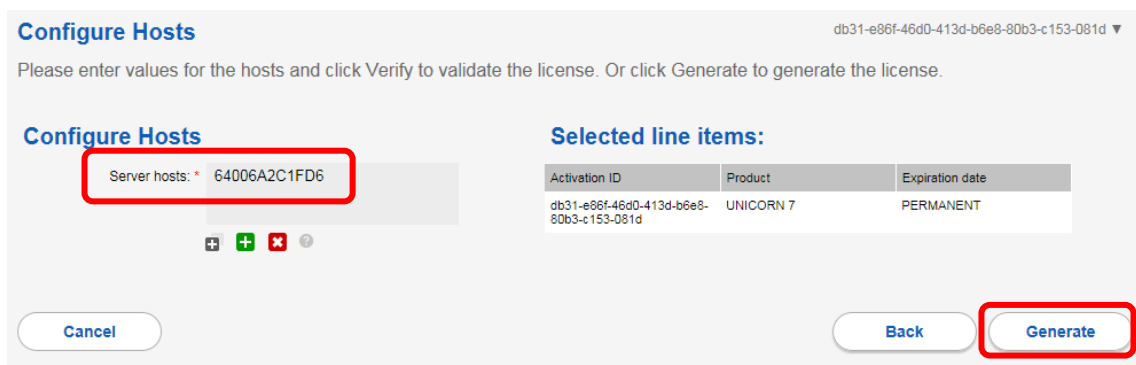 Configure Hosts
db31-e86f-46d0-413d-b6e8-80b3-c153-081d ▼
Please enter values for the hosts and click Verify to validate the license. Or click Generate to generate the license.
Configure Hosts
Selected line items:
Server hosts: * 64006A2C1FD6
Activation ID Product Expiration date
db31-e86f-46d0-413d-b6e8- UNICORN 7 PERMANENT
80b3-c153-081d
Cancel
Back
Generate